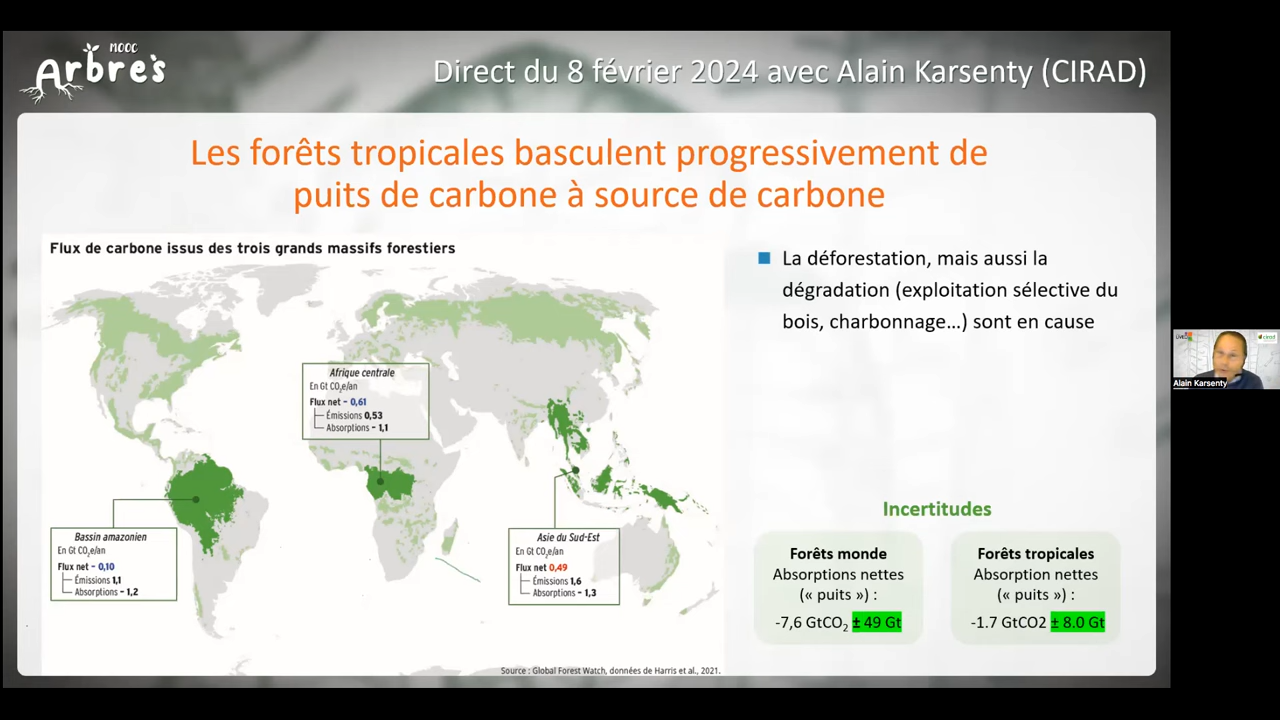 MOOC
Arbre's
Direct du 8 février 2024 avec Alain Karsenty (CIRAD)
Les forêts tropicales basculent progressivement de
puits de carbone à source de carbone
Flux de carbone issus des trois grands massifs forestiers
Afrique centrale
En Gt CO2e/an
Flux net - 0,61
Émissions 0,53
Absorptions - 1,1
Bassin amazonien
En Gt CO2e/an
Flux net - 0,10
Émissions 1,1
Absorptions - 1,2
Asie du Sud-Est
En Gt CO2e/an
Flux net 0,49
Émissions 1,6
Absorptions - 1,3
Source : Global Forest Watch, données de Harris et al., 2021.
La déforestation, mais aussi la
dégradation (exploitation sélective du
bois, charbonnage…) sont en cause
Incertitudes
Forêts monde
Absorptions nettes
(« puits ») :
-7,6 GtCO2 ± 49 Gt
Forêts tropicales
Absorption nettes
(« puits ») :
-1.7 GtCO2 ± 8.0 Gt
cirad
Alain Karsenty